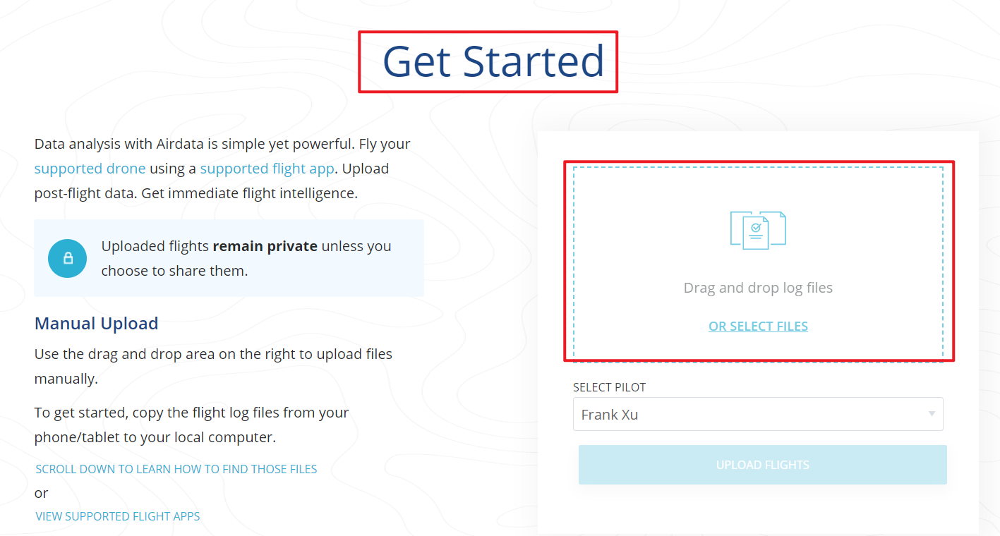 Get Started
Data analysis with Airdata is simple yet powerful. Fly your
supported drone using a supported flight app. Upload
post-flight data. Get immediate flight intelligence.
Uploaded flights remain private unless you
choose to share them.
Manual Upload
Use the drag and drop area on the right to upload files
manually.
To get started, copy the flight log files from your
phone/tablet to your local computer.
SCROLL DOWN TO LEARN HOW TO FIND THOSE FILES
or
VIEW SUPPORTED FLIGHT APPS
Drag and drop log files
OR SELECT FILES
SELECT PILOT
Frank Xu
UPLOAD FLIGHTS